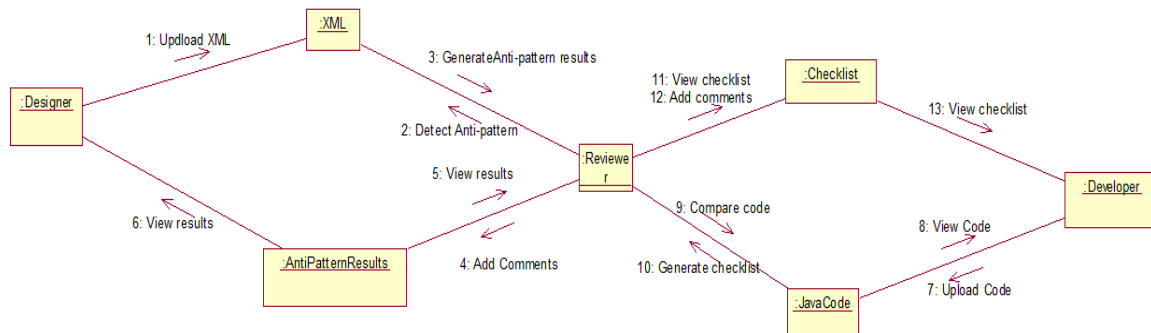 :XML
1: Updload XML
3: GenerateAnti-pattern results
:Designer
2: Detect Anti-pattern
11: View checklist
12: Add comments
:Checklist
13: View checklist
:Reviewe
r
5: View results
6: View results
4: Add Comments
:AntiPatternResults
9: Compare code
10: Generate checklist
:Developer
8: View Code
7: Upload Code
:JavaCode